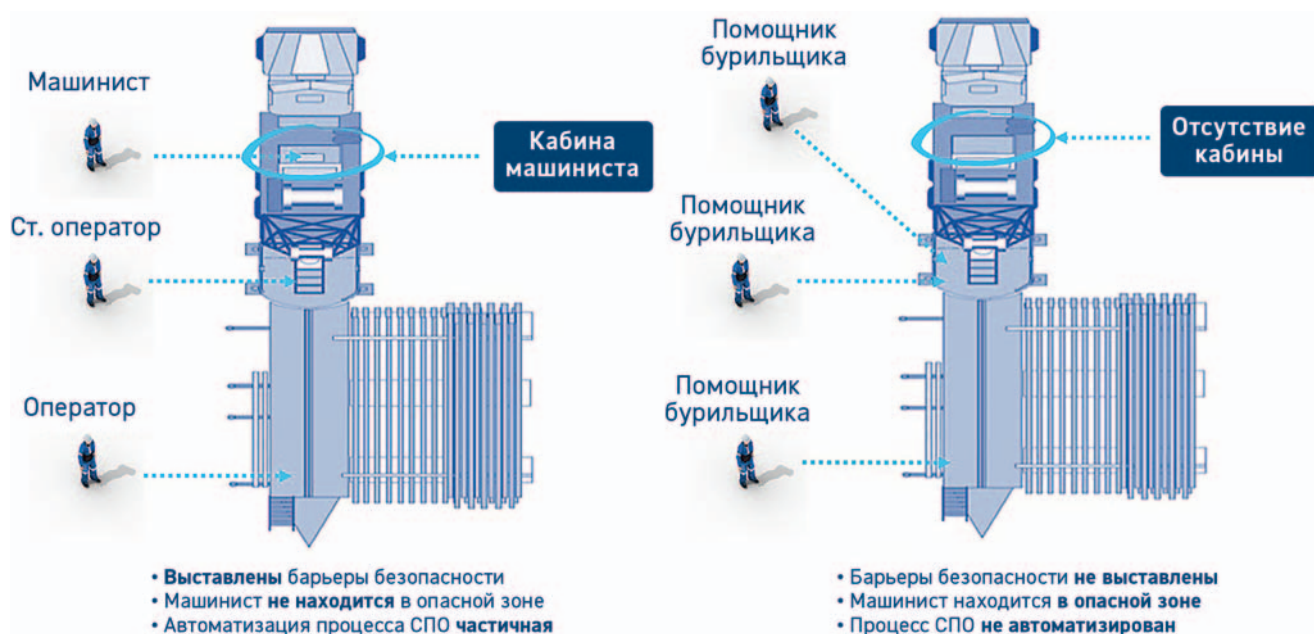 Машинист
Кабина
машиниста
Ст. оператор
Оператор
• Выставлены барьеры безопасности
• Машинист не находится в опасной зоне
• Автоматизация процесса СПО частичная
Помощник
бурильщика
Отсутствие
кабины
Помощник
бурильщика
Помощник
бурильщика
• Барьеры безопасности не выставлены
• Машинист находится в опасной зоне
• Процесс СПО не автоматизирован